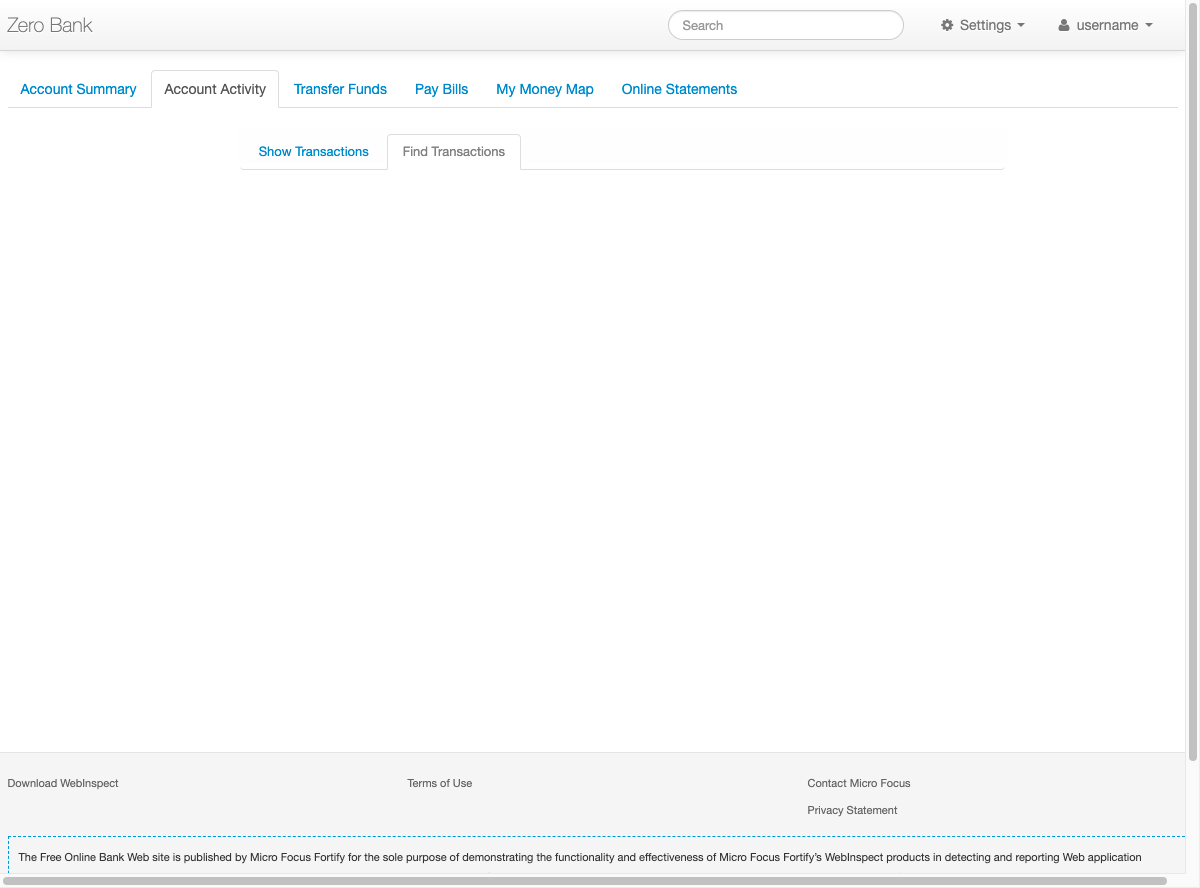 Zero Bank
Search
Settings
username
Account Summary
Account Activity
Transfer Funds
Pay Bills
My Money Map
Online Statements
Show Transactions
Find Transactions
Download WebInspect
Terms of Use
Contact Micro Focus
Privacy Statement
The Free Online Bank Web site is published by Micro Focus Fortify for the sole purpose of demonstrating the functionality and effectiveness of Micro Focus Fortify's WebInspect products in detecting and reporting Web application